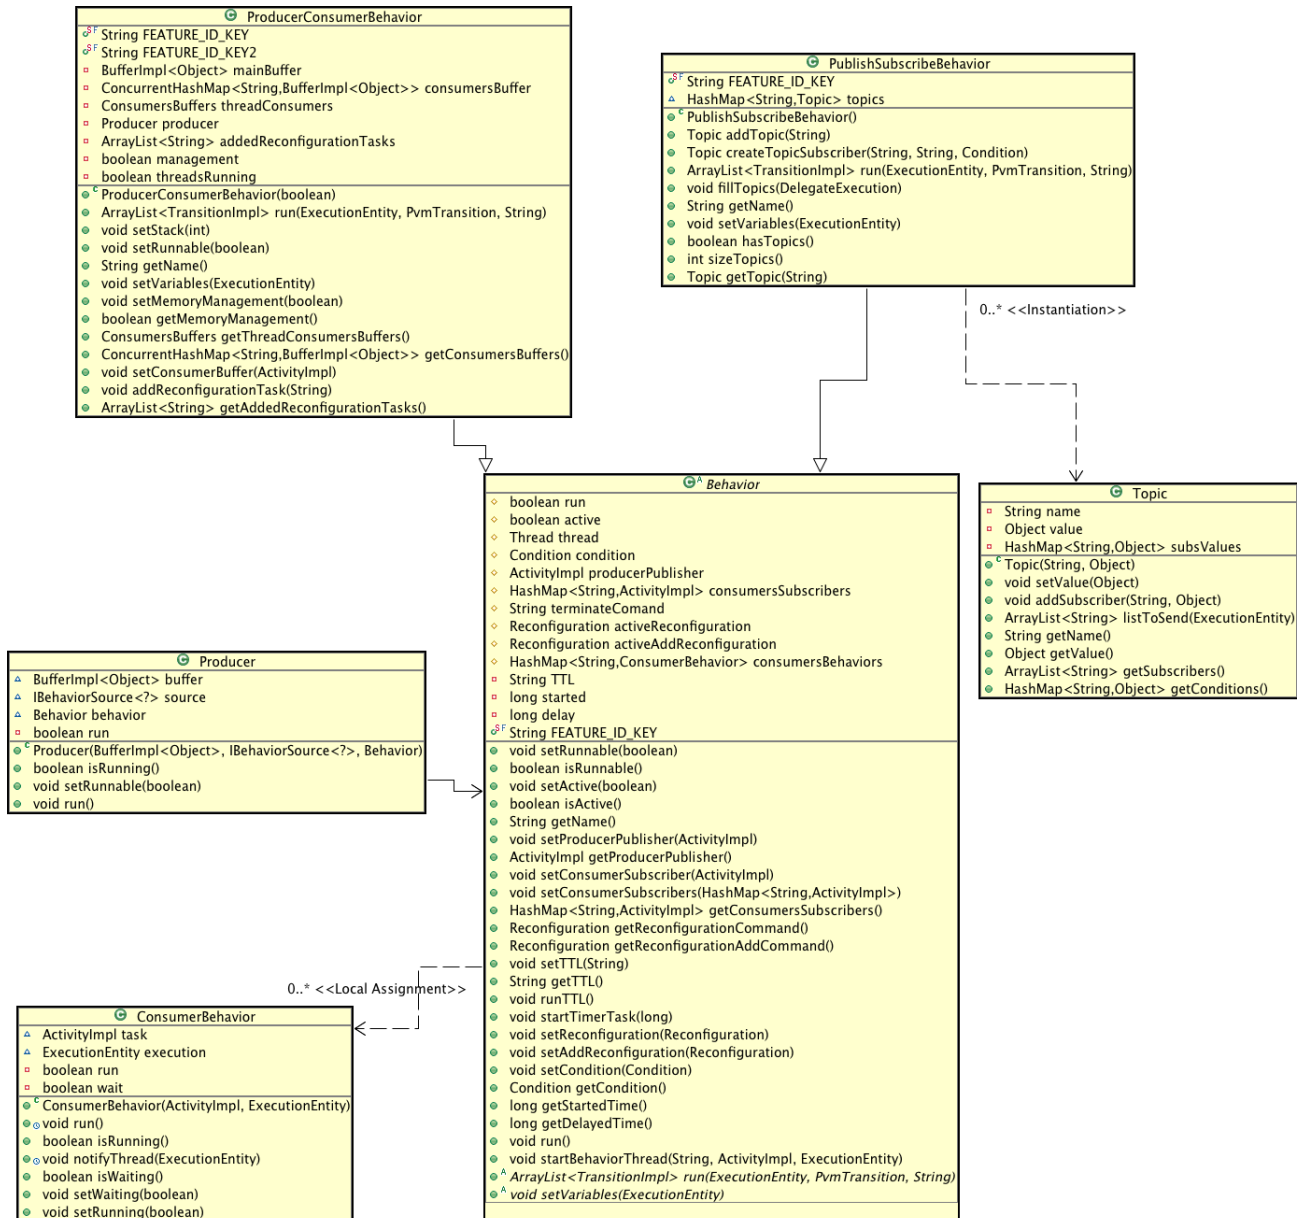 ProducerConsumerBehavior
String FEATURE_ID_KEY
String FEATURE_ID_KEY2
BufferImpl<Object> mainBuffer
ConcurrentHashMap<String,BufferImpl<Object>> consumersBuffer
ConsumersBuffers threadConsumers
Producer producer
ArrayList<String> addedReconfigurationTasks
boolean management
boolean threadsRunning
ProducerConsumerBehavior(boolean)
ArrayList<TransitionImpl> run(ExecutionEntity, PvmTransition, String)
void setStack(int)
void setRunnable(boolean)
String getName()
void setVariables(ExecutionEntity)
void setMemoryManagement(boolean)
boolean getMemoryManagement()
ConsumersBuffers getThreadConsumersBuffers()
ConcurrentHashMap<String,BufferImpl<Object>> getConsumersBuffers()
void setConsumerBuffer(ActivityImpl)
void addReconfigurationTask(String)
ArrayList<String> getAddedReconfigurationTasks()
PublishSubscribeBehavior
String FEATURE_ID_KEY
HashMap<String,Topic> topics
PublishSubscribeBehavior()
Topic addTopic(String)
Topic createTopicSubscriber(String, String, Condition)
ArrayList<TransitionImpl> run(ExecutionEntity, PvmTransition, String)
void fillTopics(DelegateExecution)
String getName()
void setVariables(ExecutionEntity)
boolean hasTopics()
int sizeTopics()
Topic getTopic(String)
0..* <<Instantiation>>
Behavior
boolean run
boolean active
Thread thread
Condition condition
ActivityImpl producerPublisher
HashMap<String,ActivityImpl> consumersSubscribers
String terminateComand
Reconfiguration activeReconfiguration
Reconfiguration activeAddReconfiguration
HashMap<String,ConsumerBehavior> consumersBehaviors
String TTL
long started
long delay
String FEATURE_ID_KEY
void setRunnable(boolean)
boolean isRunnable()
void setActive(boolean)
boolean isActive()
String getName()
void setProducerPublisher(ActivityImpl)
ActivityImpl getProducerPublisher()
void setConsumerSubscriber(ActivityImpl)
void setConsumerSubscribers(HashMap<String,ActivityImpl>)
HashMap<String,ActivityImpl> getConsumersSubscribers()
Reconfiguration getReconfigurationCommand()
Reconfiguration getReconfigurationAddCommand()
void setTTL(String)
String getTTL()
void runTTL()
void startTimerTask(long)
void setReconfiguration(Reconfiguration)
void setAddReconfiguration(Reconfiguration)
void setCondition(Condition)
Condition getCondition()
long getStartedTime()
long getDelayedTime()
void run()
void startBehaviorThread(String, ActivityImpl, ExecutionEntity)
ArrayList<TransitionImpl> run(ExecutionEntity, PvmTransition, String)
void setVariables(ExecutionEntity)
Topic
String name
Object value
HashMap<String,Object> subsValues
Topic(String, Object)
void setValue(Object)
void addSubscriber(String, Object)
ArrayList<String> listToSend(ExecutionEntity)
String getName()
Object getValue()
ArrayList<String> getSubscribers()
HashMap<String,Object> getConditions()
Producer
BufferImpl<Object> buffer
IBehaviorSource<?> source
Behavior behavior
boolean run
Producer(BufferImpl<Object>, IBehaviorSource<?>, Behavior)
boolean isRunning()
void setRunnable(boolean)
void run()
0..* <<Local Assignment>>
ConsumerBehavior
ActivityImpl task
ExecutionEntity execution
boolean run
boolean wait
ConsumerBehavior(ActivityImpl, ExecutionEntity)
void run()
boolean isRunning()
void notifyThread(ExecutionEntity)
boolean isWaiting()
void setWaiting(boolean)
void setRunning(boolean)